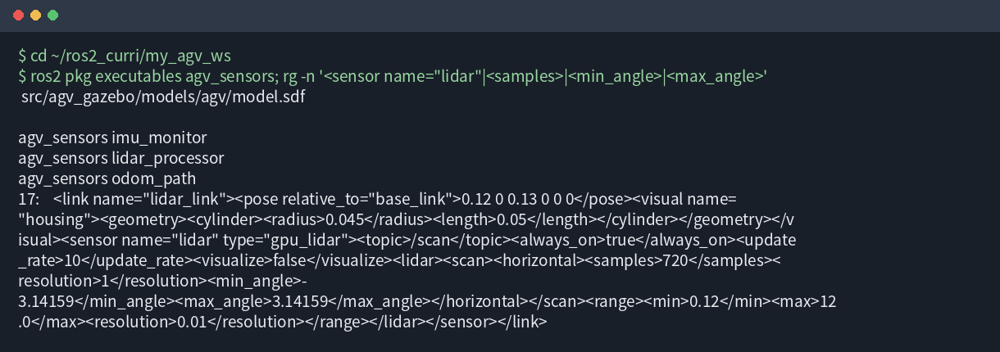 $ cd ~/ros2_curri/my_agv_ws
$ ros2 pkg executables agv_sensors; rg -n '<sensor name="lidar"|<samples>|<min_angle>|<max_angle>'
src/agv_gazebo/models/agv/model.sdf
agv_sensors imu_monitor
agv_sensors lidar_processor
agv_sensors odom_path
17:    <link name="lidar_link"><pose relative_to="base_link">0.12 0 0.13 0 0 0</pose><visual name=
"housing"><geometry><cylinder><radius>0.045</radius><length>0.05</length></cylinder></geometry></v
isual><sensor name="lidar" type="gpu_lidar"><topic>/scan</topic><always_on>true</always_on><update
_rate>10</update_rate><visualize>false</visualize><lidar><scan><horizontal><samples>720</samples><
resolution>1</resolution><min_angle>-
3.14159</min_angle><max_angle>3.14159</max_angle></horizontal></scan><range><min>0.12</min><max>12
.0</max><resolution>0.01</resolution></range></lidar></sensor></link>